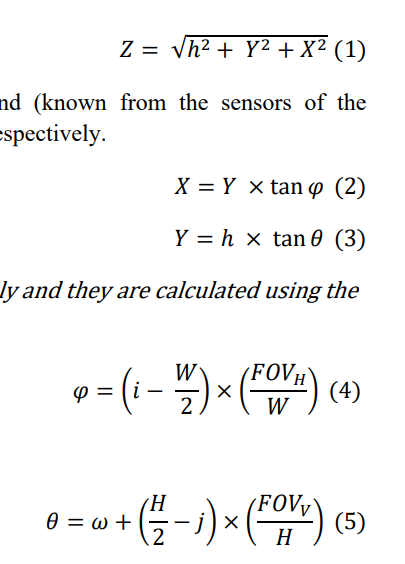 Z = √h² + Y² + X² (1)
nd (known from the sensors of the
espectively.
X = Y × tan φ (2)
Y = h × tan θ (3)
ly and they are calculated using the
φ = (i − W/2) × (FOV_H/W) (4)
θ = ω + (H/2 − j) × (FOV_V/H) (5)